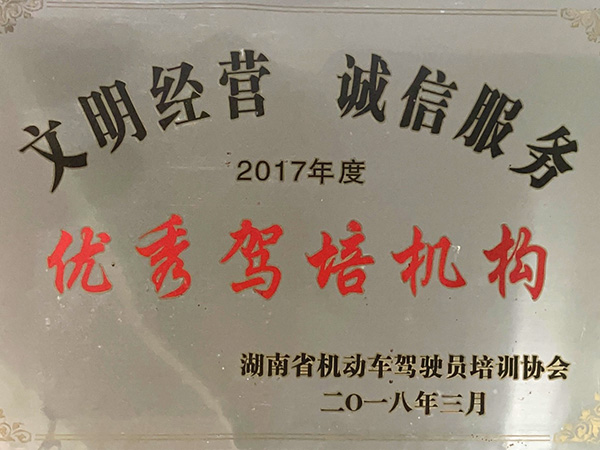 文明经营 诚信服务
2017年度
优秀驾培机构
湖南省机动车驾驶员培训协会
二O一八年三月